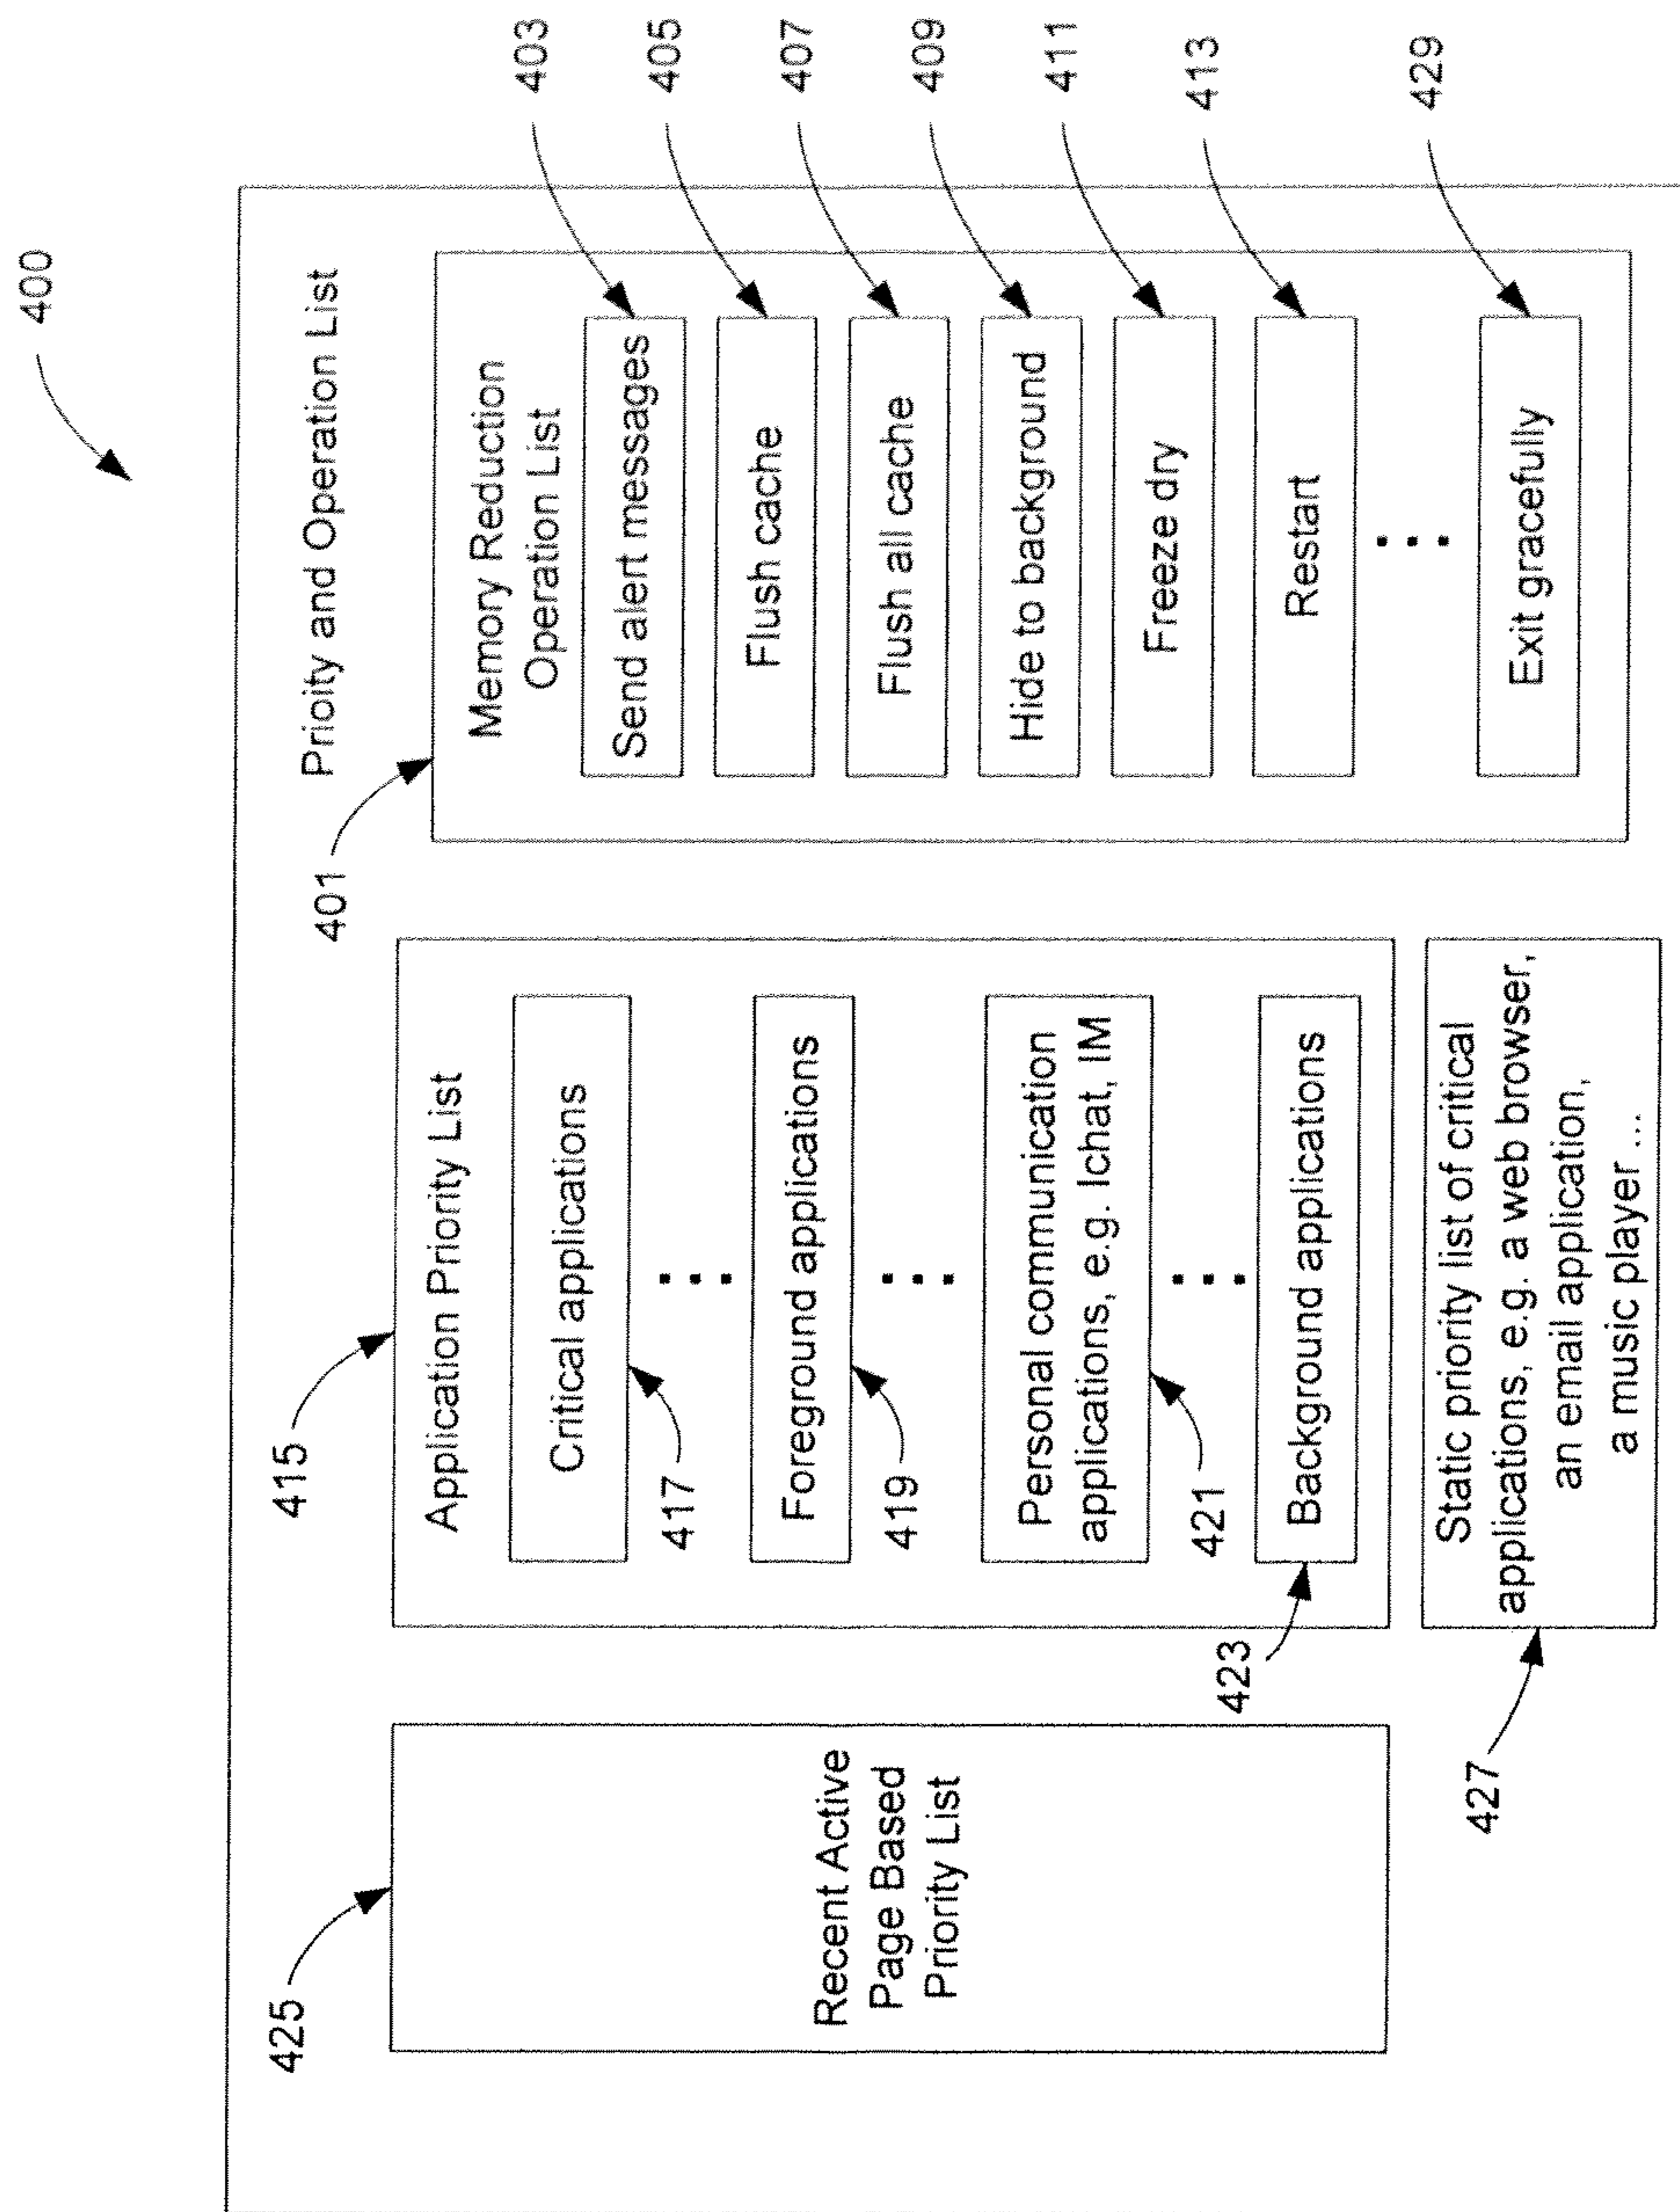 400
Prioity and Operation List
425
Recent Active
Page Based
Priority List
415
Application Priority List
Critical applications
417
Foreground applications
419
Personal communication
applications, e.g. Ichat, IM
421
Background applications
423
Static priority list of critical
applications, e.g. a web browser,
an email application,
a music player ...
427
401
Memory Reduction
Operation List
Send alert messages
403
Flush cache
405
Flush all cache
407
Hide to background
409
Freeze dry
411
Restart
413
Exit gracefully
429